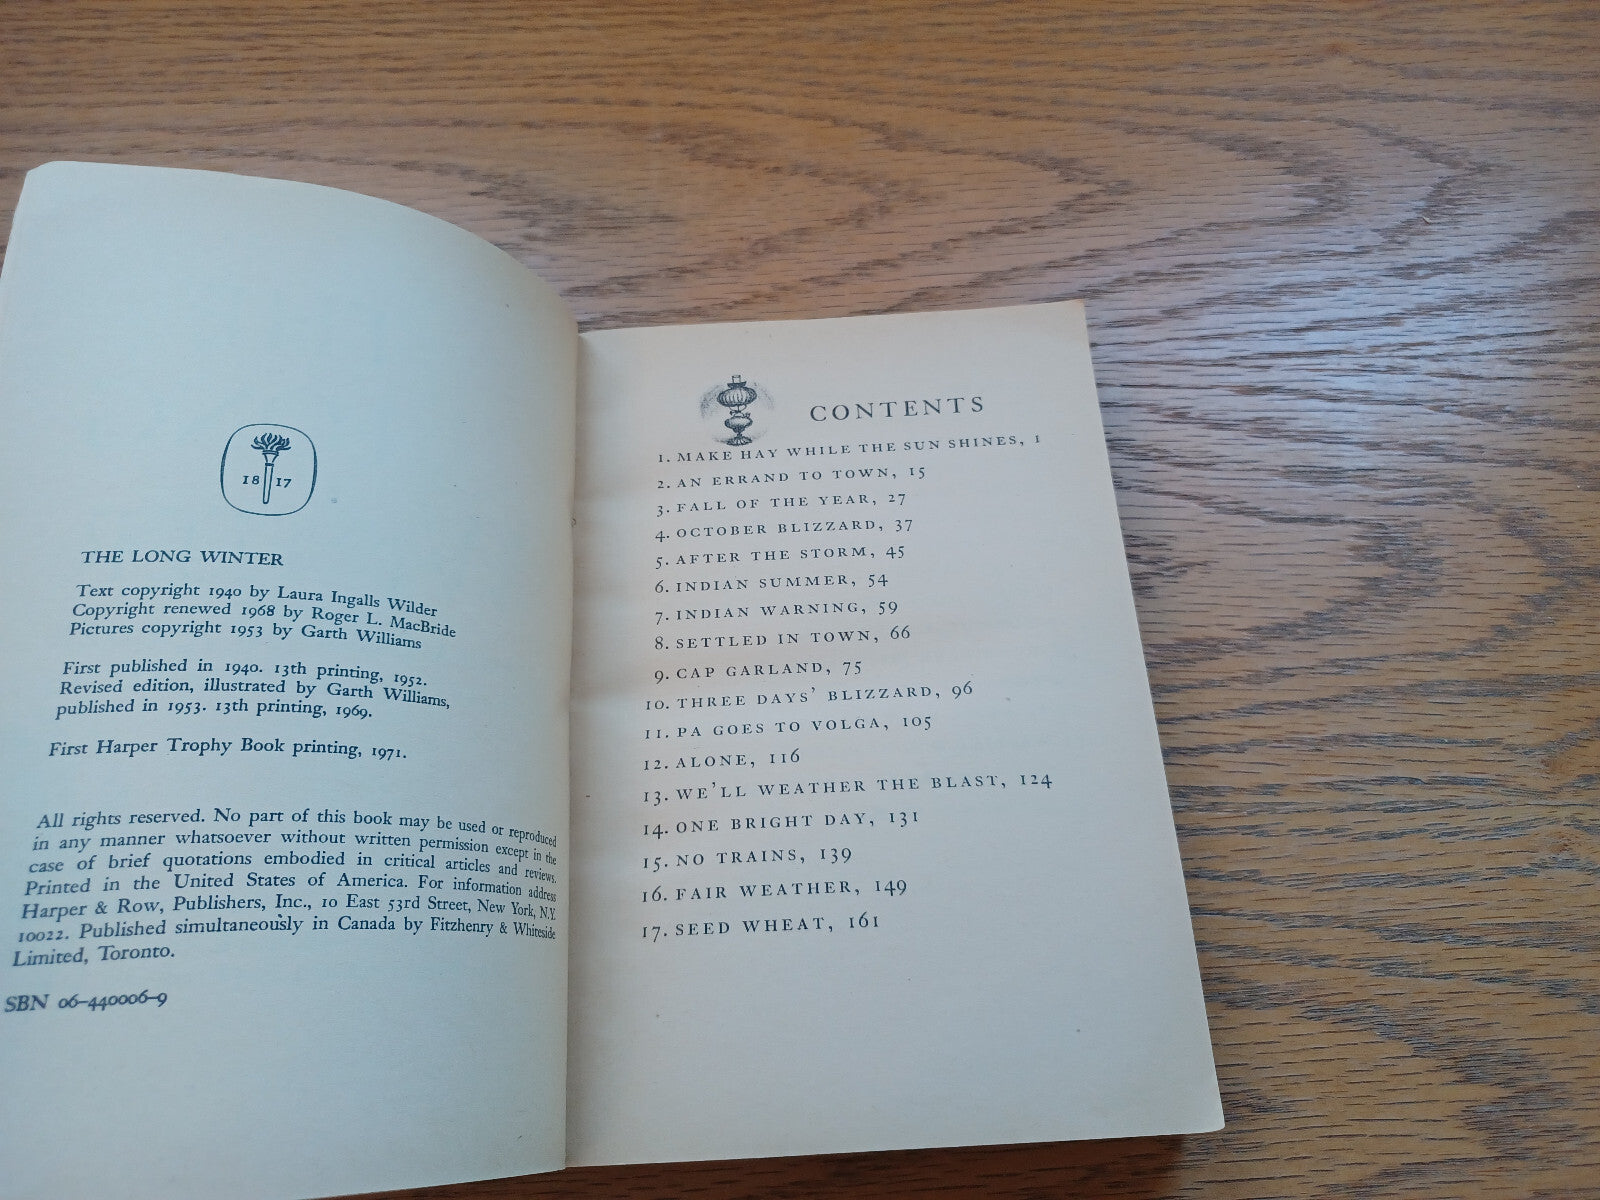 18 17
THE LONG WINTER
Text copyright 1940 by Laura Ingalls Wilder
Copyright renewed 1968 by Roger L. MacBride
Pictures copyright 1953 by Garth Williams
First published in 1940. 13th printing, 1952.
Revised edition, illustrated by Garth Williams,
published in 1953. 13th printing, 1969.
First Harper Trophy Book printing, 1971.
All rights reserved. No part of this book may be used or reproduced
in any manner whatsoever without written permission except in the
case of brief quotations embodied in critical articles and reviews.
Printed in the United States of America. For information address
Harper & Row, Publishers, Inc., 10 East 53rd Street, New York, N.Y.
10022. Published simultaneously in Canada by Fitzhenry & Whiteside
Limited, Toronto.
SBN 06-440006-9
CONTENTS
1. MAKE HAY WHILE THE SUN SHINES, 1
2. AN ERRAND TO TOWN, 15
3. FALL OF THE YEAR, 27
4. OCTOBER BLIZZARD, 37
5. AFTER THE STORM, 45
6. INDIAN SUMMER, 54
7. INDIAN WARNING, 59
8. SETTLED IN TOWN, 66
9. CAP GARLAND, 75
10. THREE DAYS' BLIZZARD, 96
11. PA GOES TO VOLGA, 105
12. ALONE, 116
13. WE'LL WEATHER THE BLAST, 124
14. ONE BRIGHT DAY, 131
15. NO TRAINS, 139
16. FAIR WEATHER, 149
17. SEED WHEAT, 161